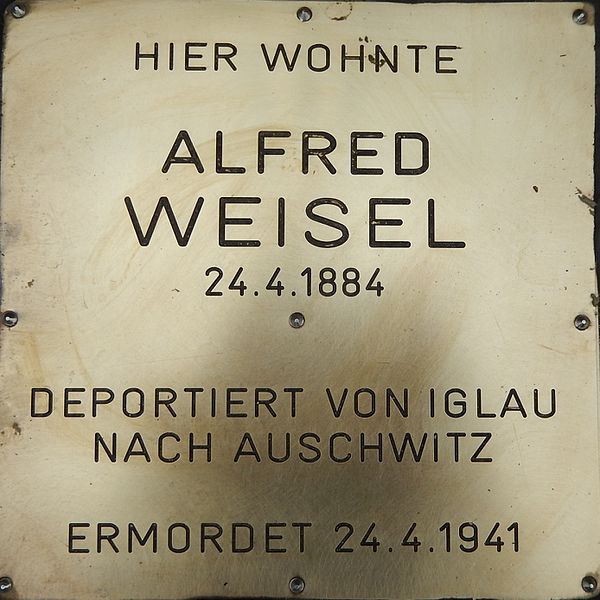 HIER WOHNTE
ALFRED
WEISEL
24.4.1884
DEPORTIERT VON IGLAU
NACH AUSCHWITZ
ERMORDET 24.4.1941